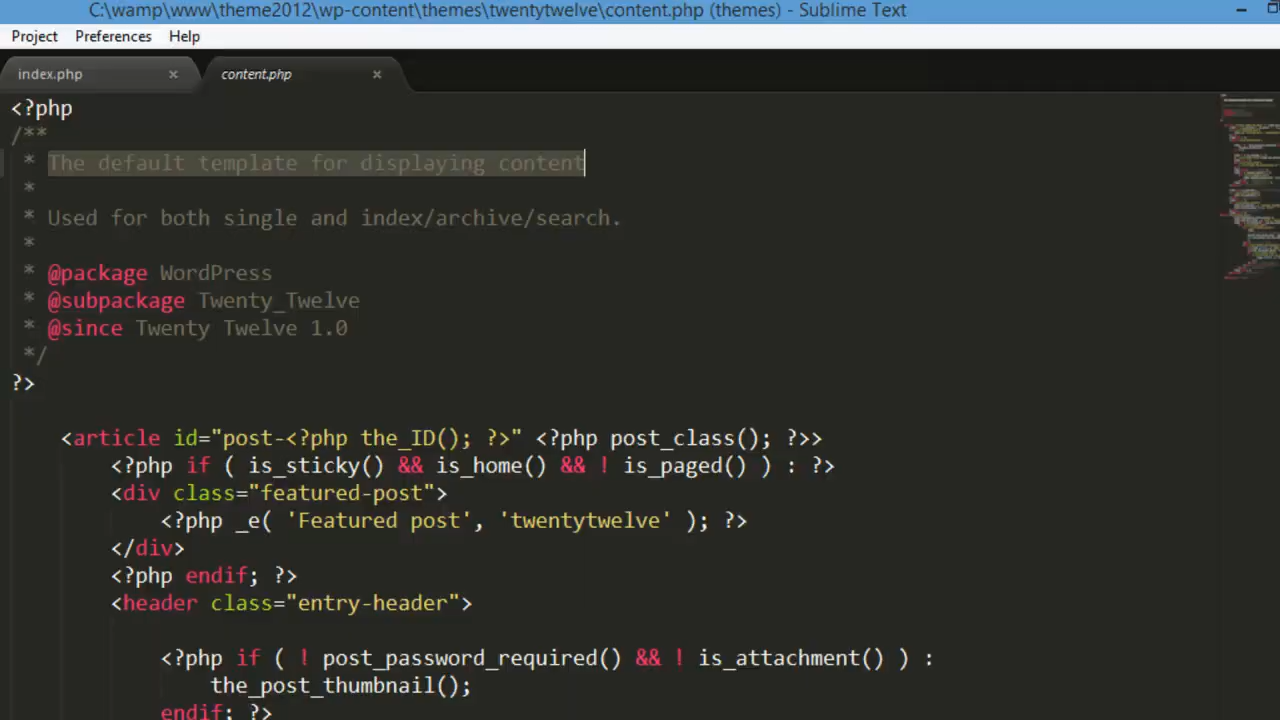 C:\wamp\www\theme2012\wp-content\themes\twentytwelve\content.php (themes) - Sublime Text
Project Preferences Help
index.php × content.php ×
<?php
/**
 * The default template for displaying content
 *
 * Used for both single and index/archive/search.
 *
 * @package WordPress
 * @subpackage Twenty_Twelve
 * @since Twenty Twelve 1.0
 */
?>
    <article id="post-<?php the_ID(); ?>" <?php post_class(); ?>>
        <?php if ( is_sticky() && is_home() && ! is_paged() ) : ?>
        <div class="featured-post">
            <?php _e( 'Featured post', 'twentytwelve' ); ?>
        </div>
        <?php endif; ?>
        <header class="entry-header">
            <?php if ( ! post_password_required() && ! is_attachment() ) :
                the_post_thumbnail();
            endif; ?>